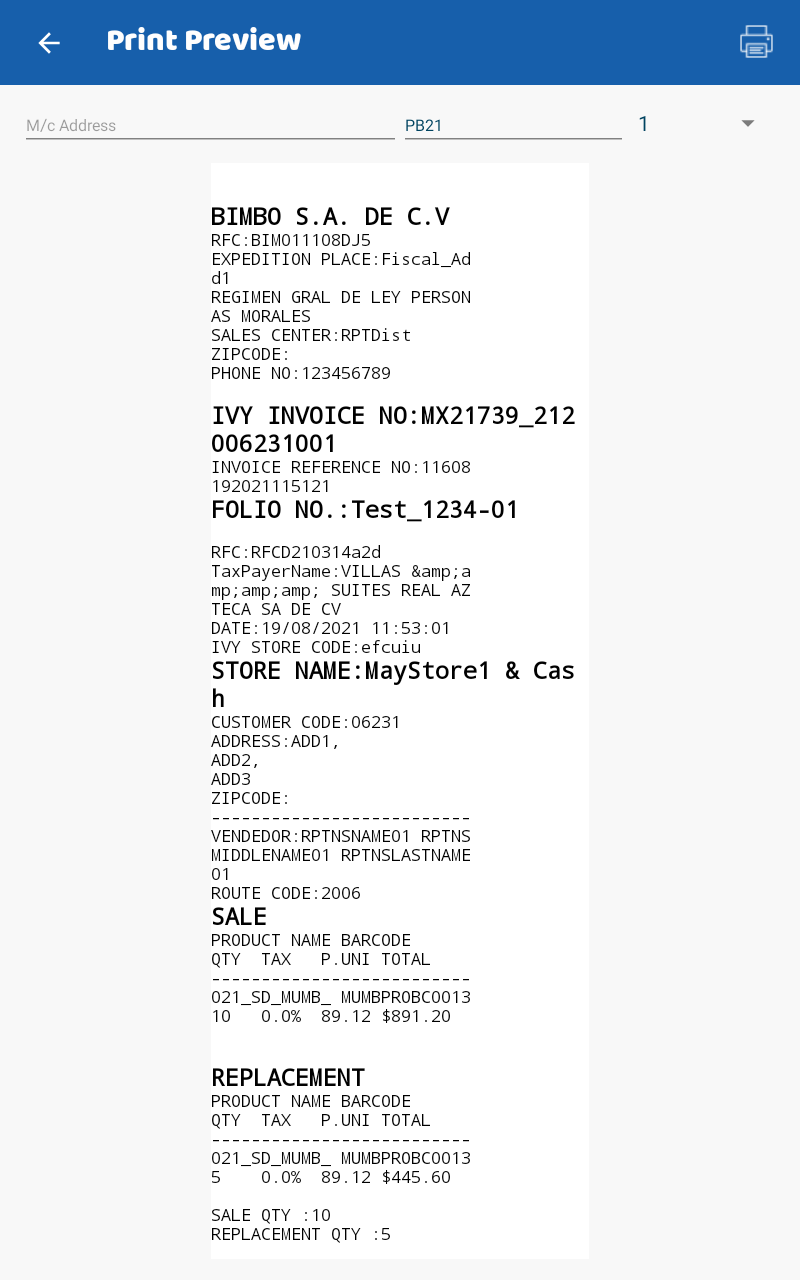 Print Preview
M/c Address PB21 1
BIMBO S.A. DE C.V
RFC:BIM011108DJ5
EXPEDITION PLACE:Fiscal_Ad
d1
REGIMEN GRAL DE LEY PERSON
AS MORALES
SALES CENTER:RPTDist
ZIPCODE:
PHONE NO:123456789
IVY INVOICE NO:MX21739_212
006231001
INVOICE REFERENCE NO:11608
192021115121
FOLIO NO.:Test_1234-01
RFC:RFCD210314a2d
TaxPayerName:VILLAS &amp;a
mp;amp;amp; SUITES REAL AZ
TECA SA DE CV
DATE:19/08/2021 11:53:01
IVY STORE CODE:efcuiu
STORE NAME:MayStore1 & Cas
h
CUSTOMER CODE:06231
ADDRESS:ADD1,
ADD2,
ADD3
ZIPCODE:
--------------------------
VENDEDOR:RPTNSNAME01 RPTNS
MIDDLENAME01 RPTNSLASTNAME
01
ROUTE CODE:2006
SALE
PRODUCT NAME BARCODE
QTY  TAX   P.UNI TOTAL
--------------------------
021_SD_MUMB_ MUMBPROBC0013
10   0.0%  89.12 $891.20
REPLACEMENT
PRODUCT NAME BARCODE
QTY  TAX   P.UNI TOTAL
--------------------------
021_SD_MUMB_ MUMBPROBC0013
5    0.0%  89.12 $445.60
SALE QTY :10
REPLACEMENT QTY :5